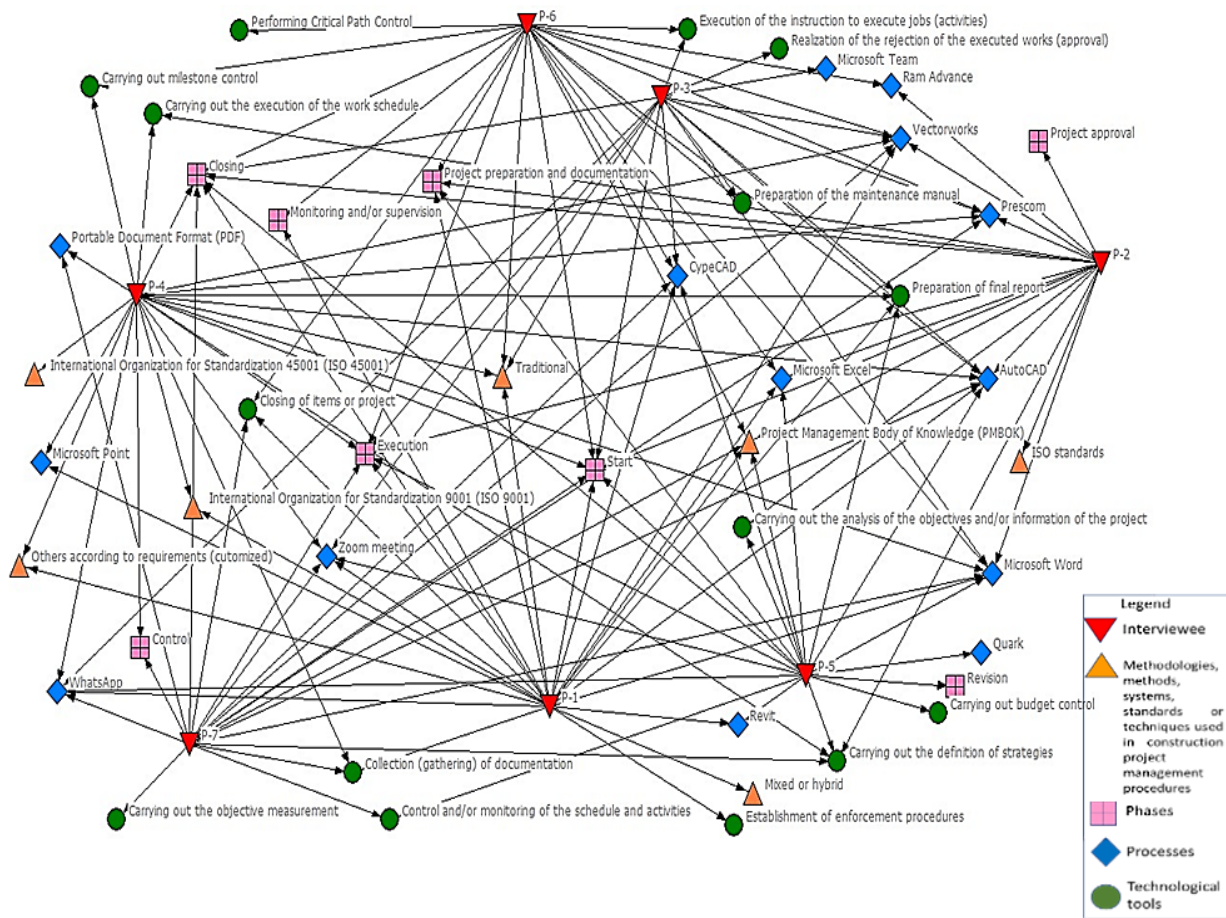 P-6
Performing Critical Path Control
Execution of the instruction to execute jobs (activities)
Realzation of the rejection of the executed works (approval)
Microsoft Team
Carrying out milestone control
Ram Advance
P-3
Carrying out the execution of the work schedule
Vectorworks
Project approval
Closing
Project preparation and documentation
Preparation of the maintenance manual
Monitoring and/or supervision
Prescom
Portable Document Format (PDF)
P-2
CypeCAD
P-4
Preparation of final report
International Organization for Standardization 45001 (ISO 45001)
Traditional
Microsoft Excel
AutoCAD
Closing of items or project
Project Management Body of Knowledge (PMBOK)
Execution
ISO standards
Microsoft Point
Start
International Organization for Standardization 9001 (ISO 9001)
Carrying out the analysis of the objectives and/or information of the project
Zoom meeting
Others according to requirements (cutomized)
Microsoft Word
Control
Quark
P-5
Revision
WhatsApp
P-1
Carrying out budget control
Revit
P-7
Carrying out the definition of strategies
Collection (gathering) of documentation
Mixed or hybrid
Carrying out the objective measurement
Control and/or monitoring of the schedule and activities
Establishment of enforcement procedures
Legend
Interviewee
Methodologies,
methods,
systems,
standards or
techniques used
in construction
project
management
procedures
Phases
Processes
Technological
tools